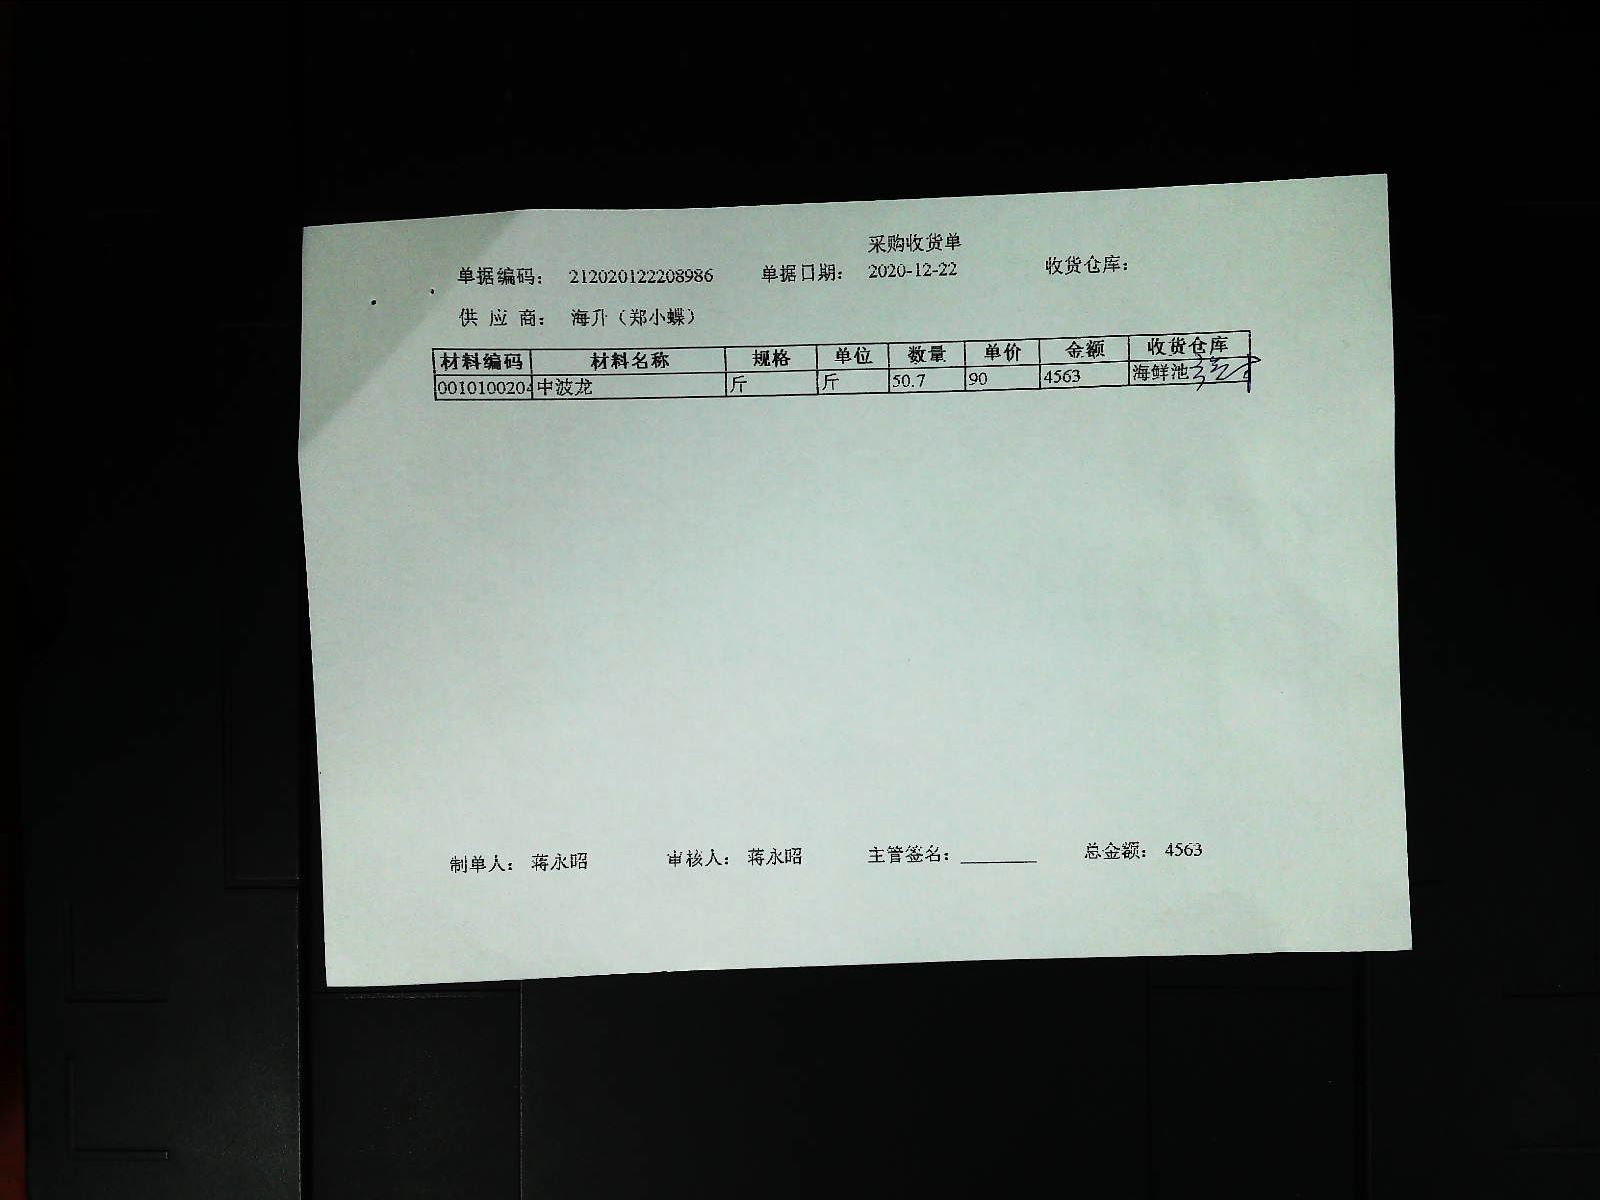 采购收货单
单据编码： 212020122208986 单据日期： 2020-12-22 收货仓库：
供 应 商： 海升（郑小蝶）
材料编码 材料名称 规格 单位 数量 单价 金额 收货仓库
0010100204 中波龙 斤 斤 50.7 90 4563 海鲜池
制单人： 蒋永昭 审核人： 蒋永昭 主管签名： 总金额： 4563